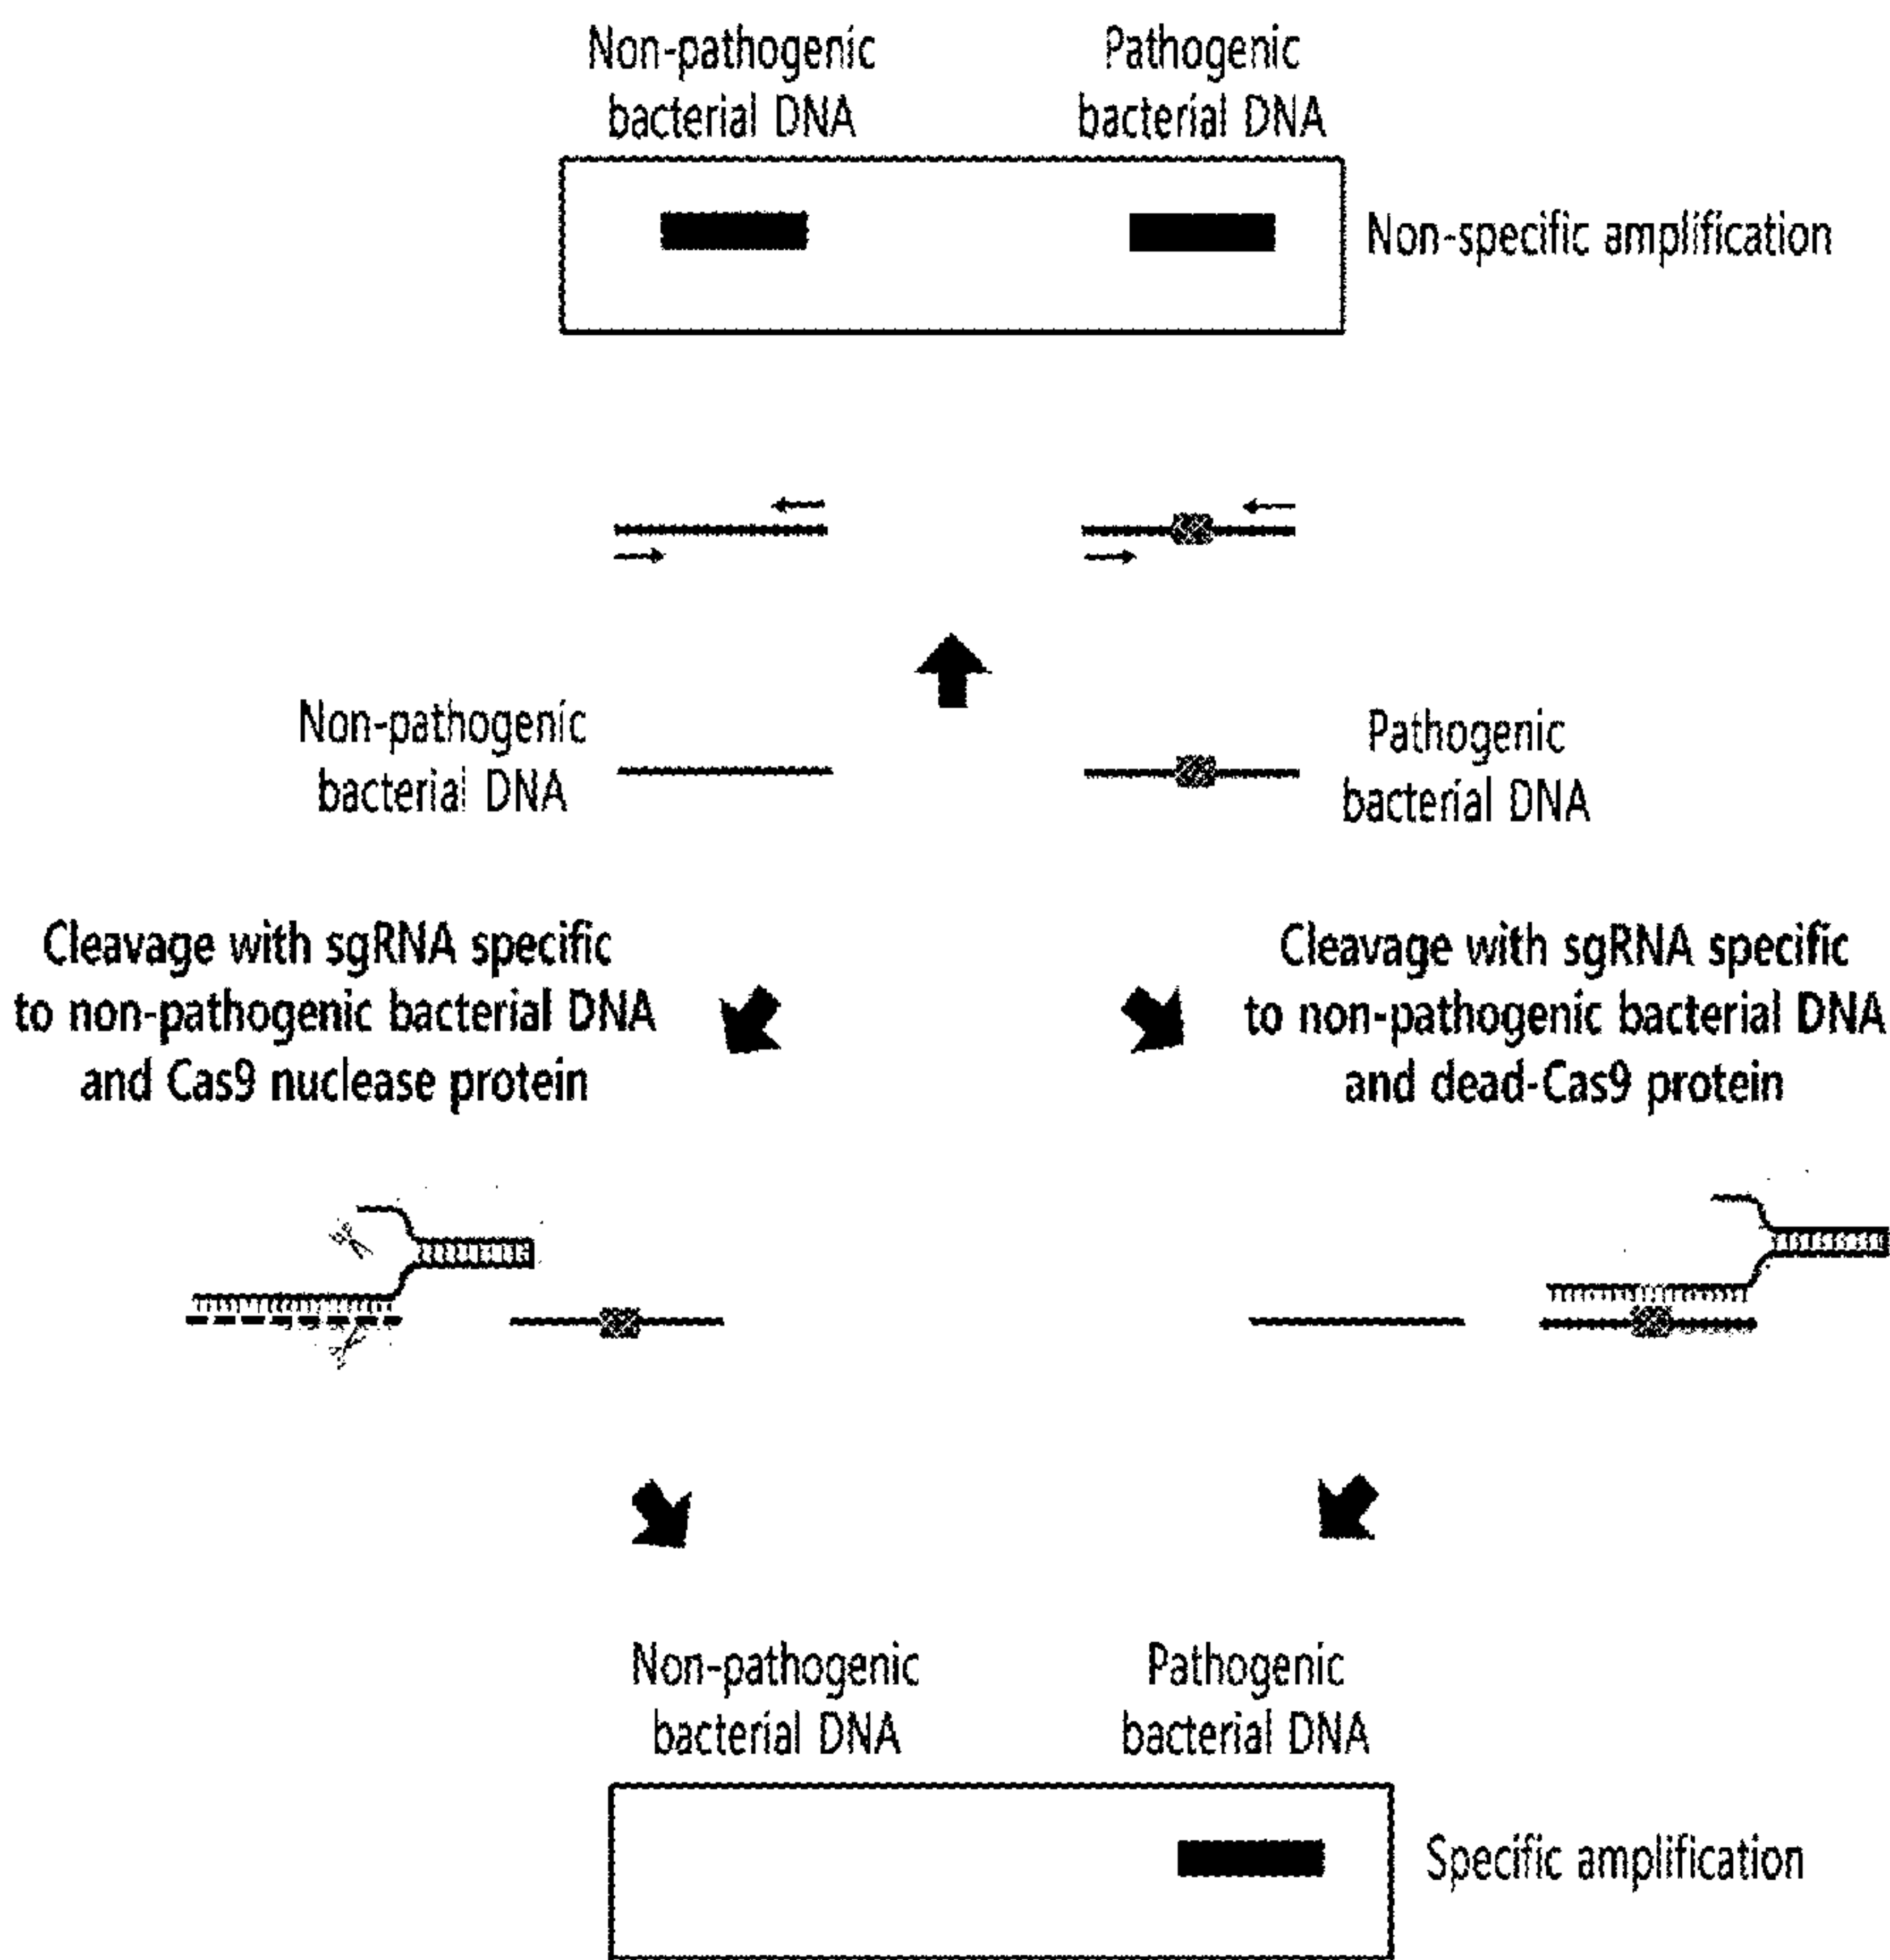 Non-pathogenic
bacterial DNA
Pathogenic
bacterial DNA
Non-specific amplification
Non-pathogenic
bacterial DNA
Pathogenic
bacterial DNA
Cleavage with sgRNA specific
to non-pathogenic bacterial DNA
and Cas9 nuclease protein
Cleavage with sgRNA specific
to non-pathogenic bacterial DNA
and dead-Cas9 protein
Non-pathogenic
bacterial DNA
Pathogenic
bacterial DNA
Specific amplification